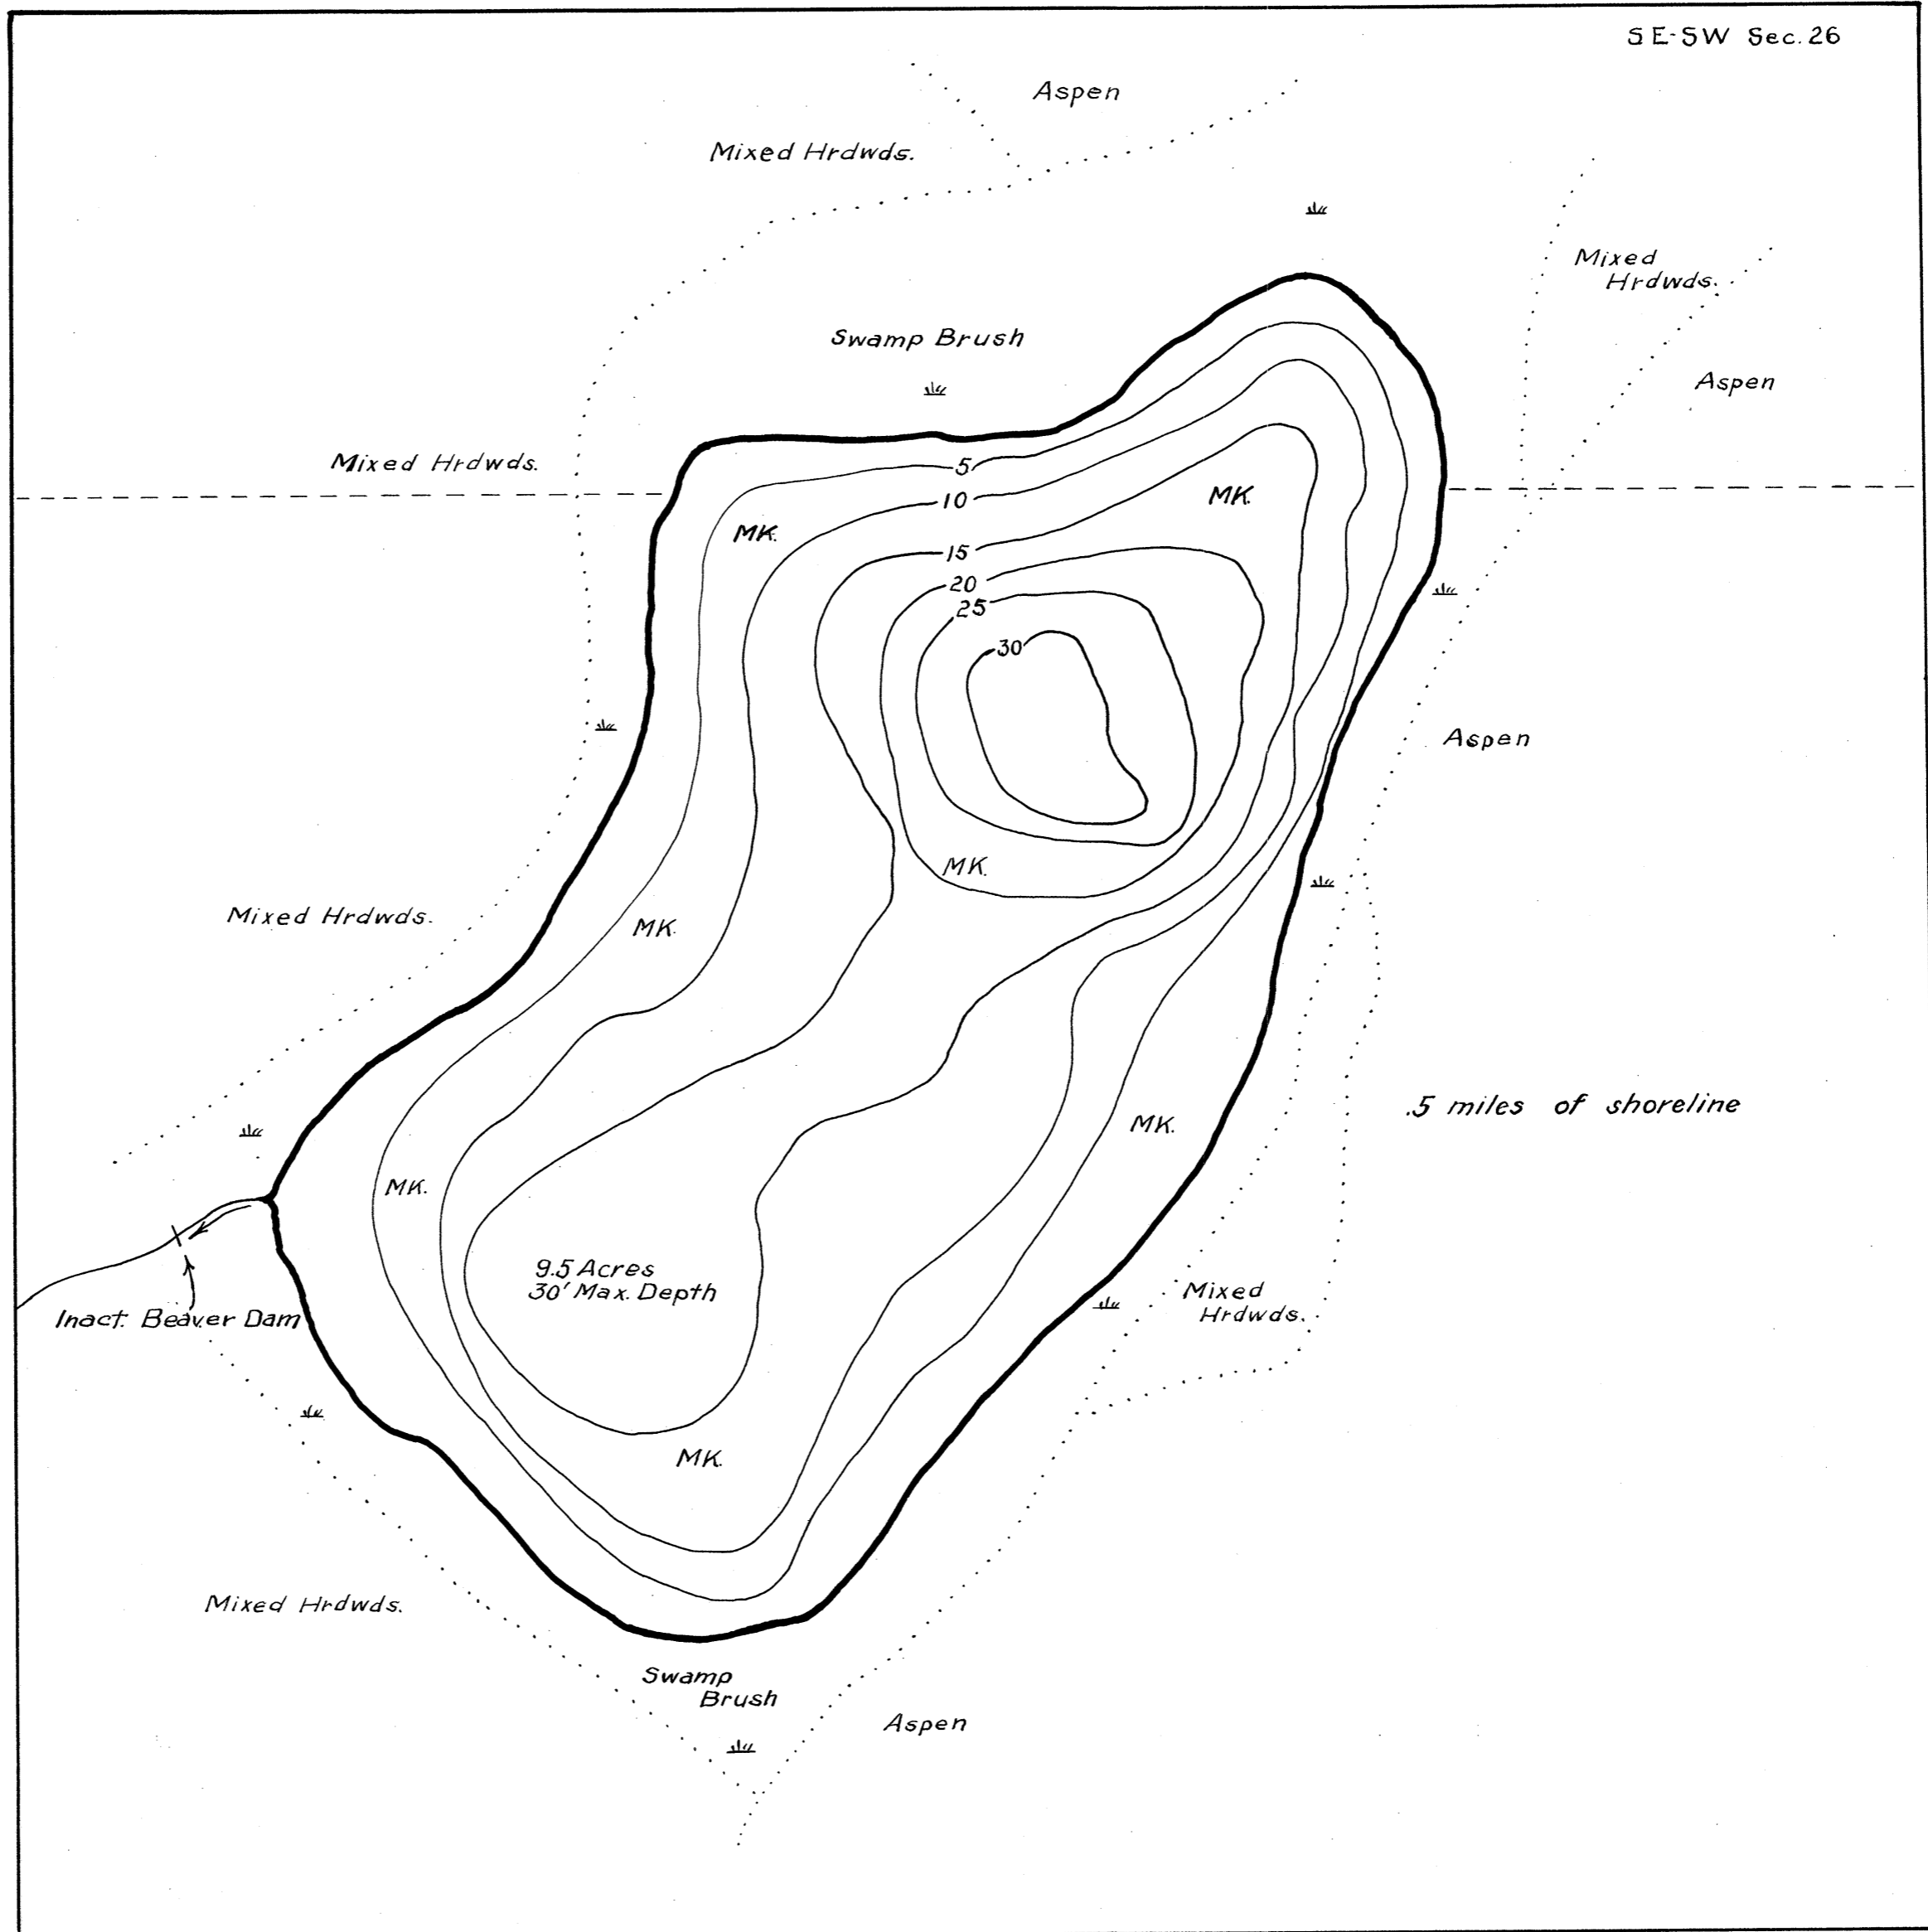 SE-SW Sec. 26
Aspen
Mixed Hrdwds.
Mixed
Hrdwds.
Swamp Brush
Aspen
Mixed Hrdwds.
5
10
MK.
MK.
15
20
25
30
Aspen
MK.
Mixed Hrdwds.
MK.
.5 miles of shoreline
MK.
MK.
9.5 Acres
30' Max. Depth
Mixed
Hrdwds.
Inact. Beaver Dam
MK.
Mixed Hrdwds.
Swamp
Brush
Aspen